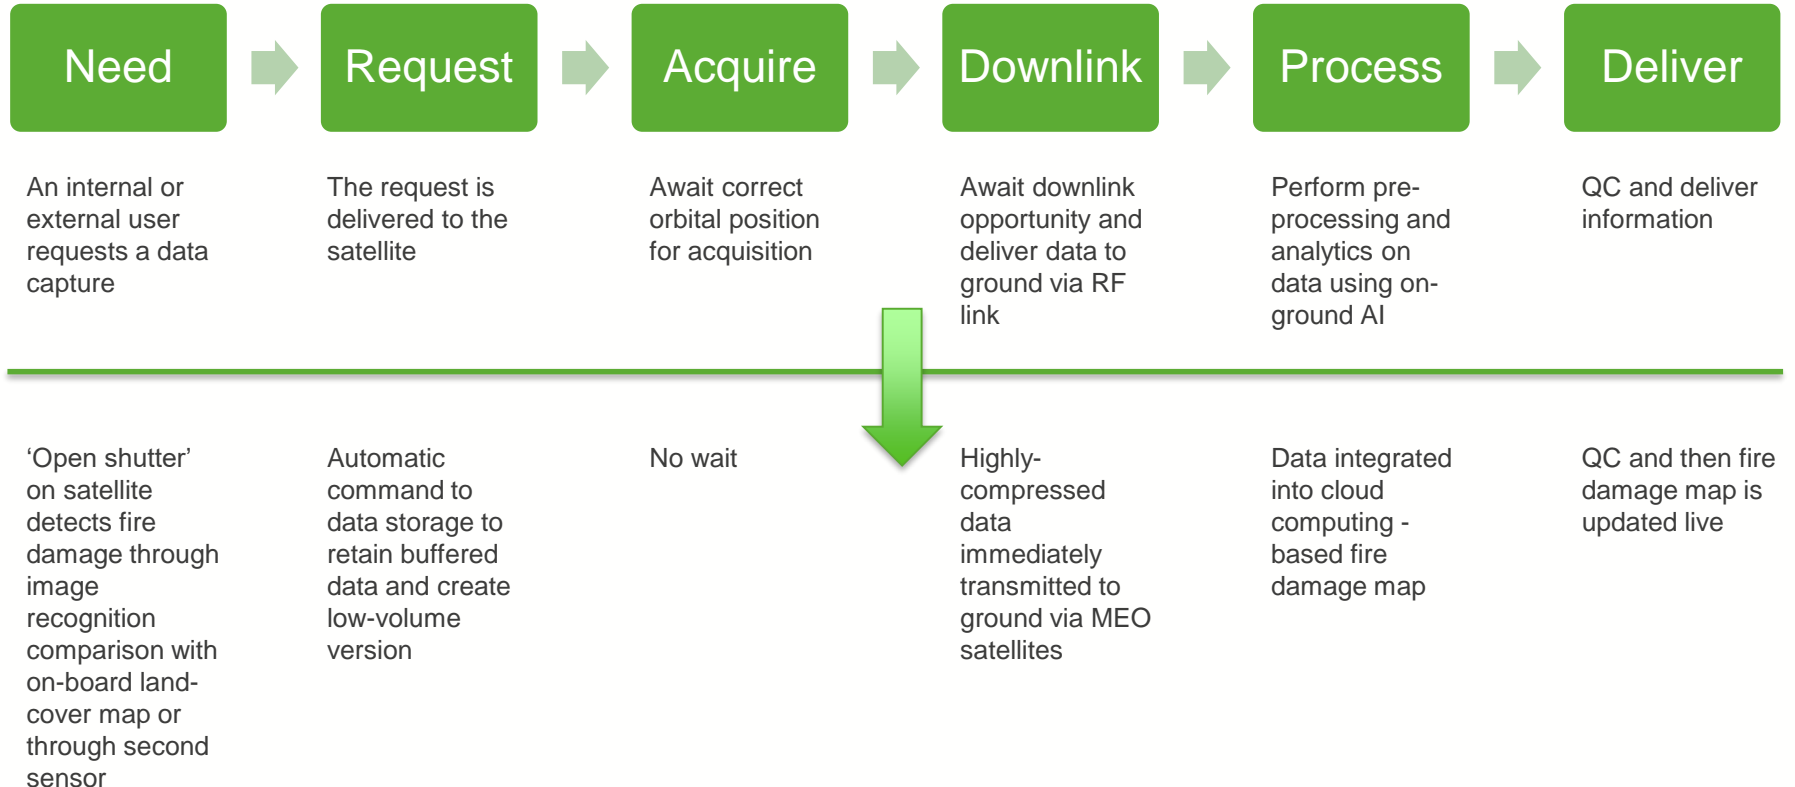 Need
Request
Acquire
Downlink
Process
Deliver
An internal or
external user
requests a data
capture
The request is
delivered to the
satellite
Await correct
orbital position
for acquisition
Await downlink
opportunity and
deliver data to
ground via RF
link
Perform pre-
processing and
analytics on
data using on-
ground AI
QC and deliver
information
‘Open shutter’
on satellite
detects fire
damage through
image
recognition
comparison with
on-board land-
cover map or
through second
sensor
Automatic
command to
data storage to
retain buffered
data and create
low-volume
version
No wait
Highly-
compressed
data
immediately
transmitted to
ground via MEO
satellites
Data integrated
into cloud
computing -
based fire
damage map
QC and then fire
damage map is
updated live